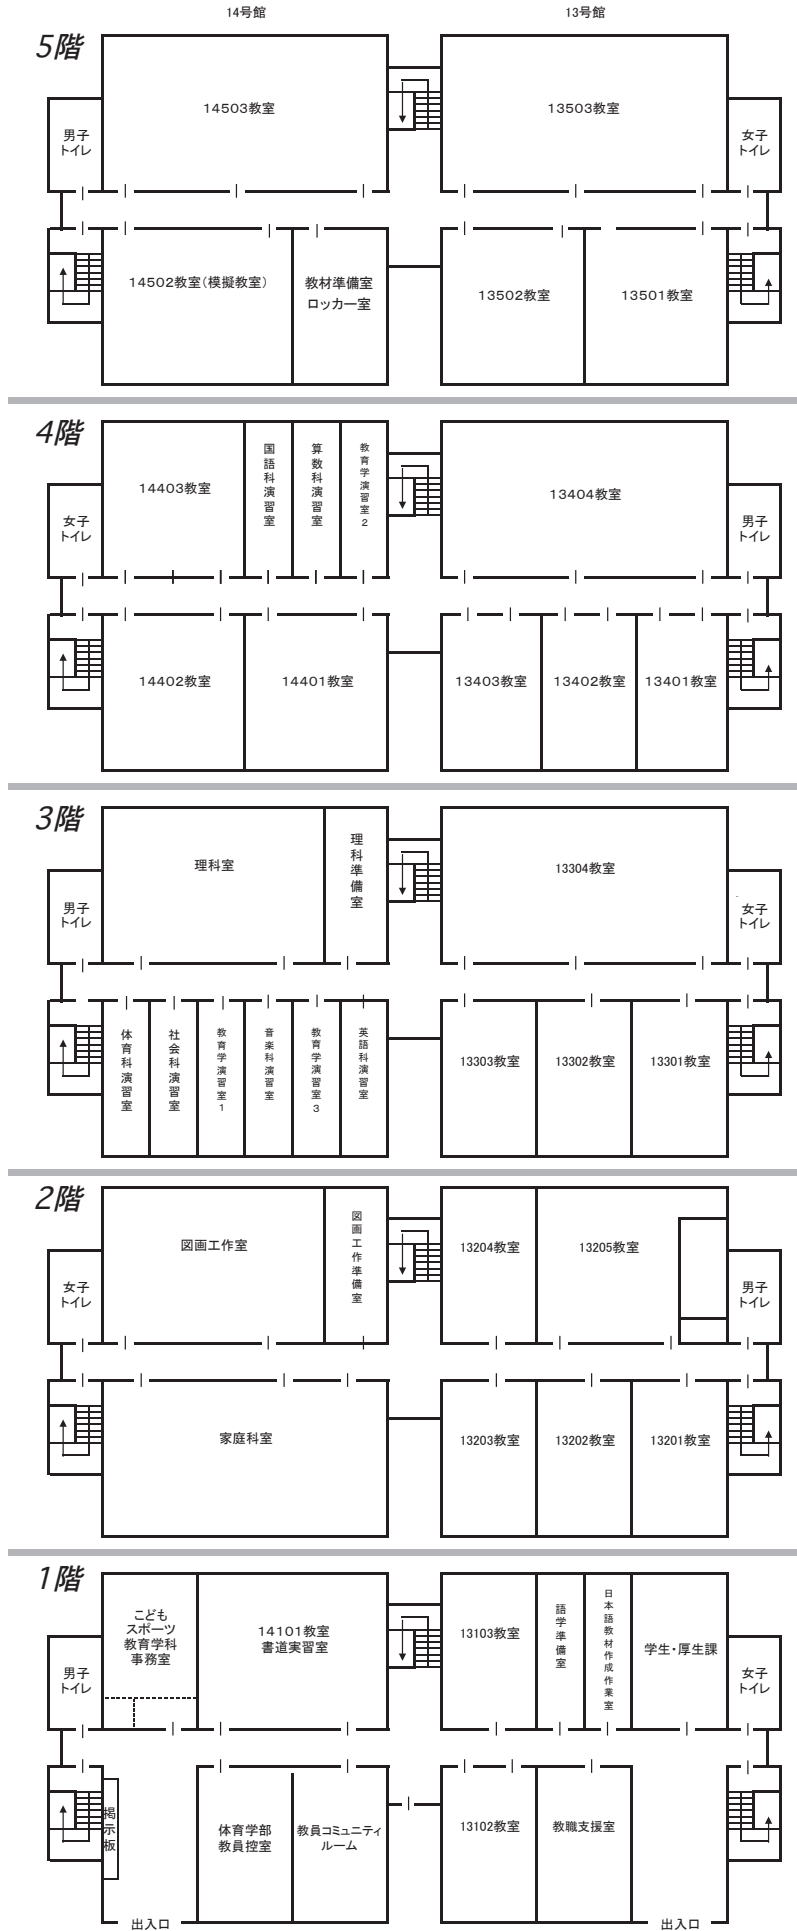 14号館
13号館
5階
14503教室
13503教室
男子
トイレ
女子
トイレ
14502教室（模擬教室）
教材準備室
ロッカー室
13502教室
13501教室
4階
14403教室
国語科演習室
算数科演習室
教育学演習室2
13404教室
女子
トイレ
男子
トイレ
14402教室
14401教室
13403教室
13402教室
13401教室
3階
理科室
理科準備室
13304教室
男子
トイレ
女子
トイレ
体育科演習室
社会科演習室
教育学演習室1
音楽科演習室
教育学演習室3
英語科演習室
13303教室
13302教室
13301教室
2階
図画工作室
図画工作準備室
13204教室
13205教室
女子
トイレ
男子
トイレ
家庭科室
13203教室
13202教室
13201教室
1階
こども
スポーツ
教育学科
事務室
14101教室
書道実習室
13103教室
語学準備室
日本語教材作成作業室
学生・厚生課
男子
トイレ
女子
トイレ
掲示板
体育学部
教員控室
教員コミュニティ
ルーム
13102教室
教職支援室
出入口
出入口